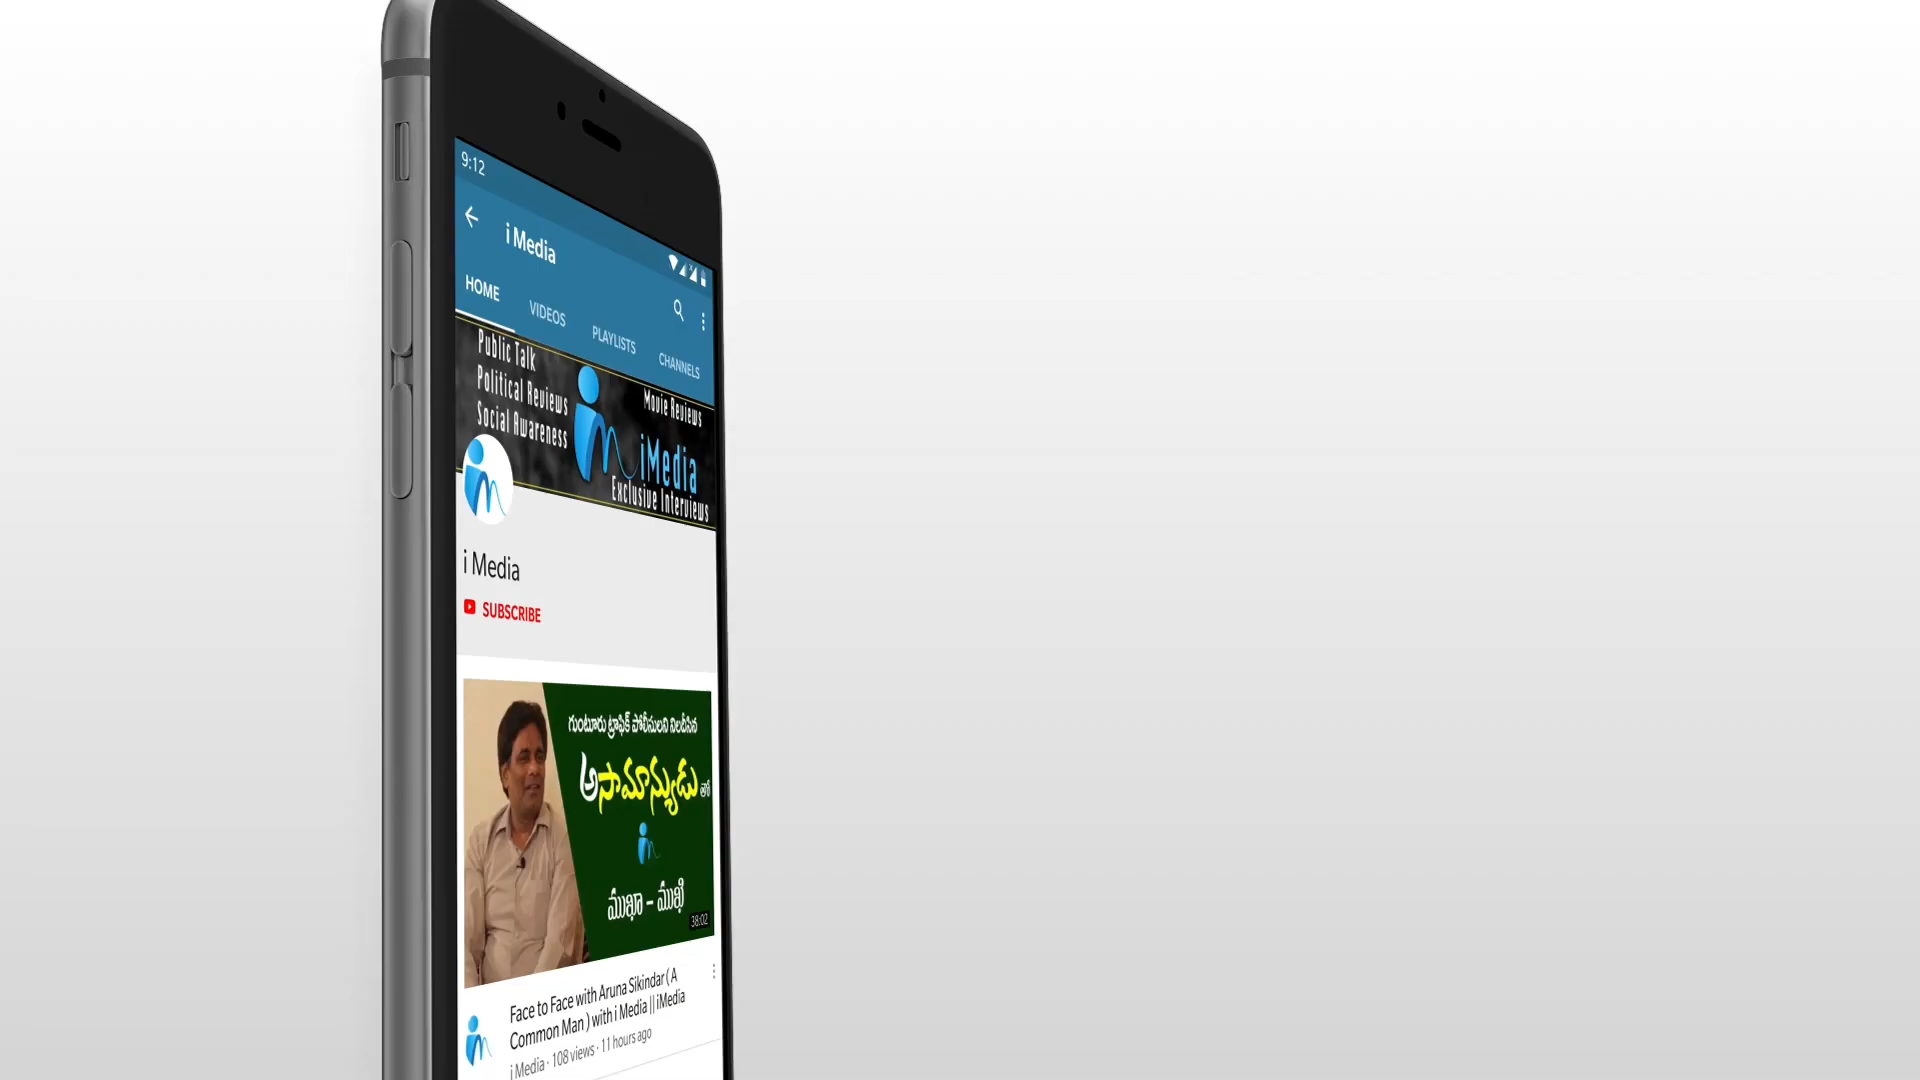 9:12
i Media
HOME
VIDEOS
PLAYLISTS
CHANNELS
Public Talk
Political Reviews
Social Awareness
Movie Reviews
iMedia
Exclusive Interviews
i Media
SUBSCRIBE
గుంటూరు ట్రాఫిక్ పోలీసులని నిలదీసిన
అసామాన్యుడు తో
ముఖా - ముఖి
38:02
Face to Face with Aruna Sikindar ( A
Common Man ) with i Media || iMedia
i Media · 108 views · 11 hours ago